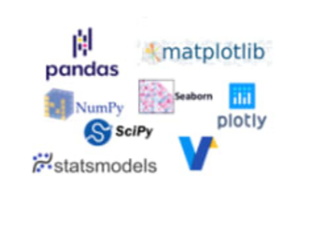 pandas
matplotlib
NumPy
Seaborn
plotly
SciPy
statsmodels